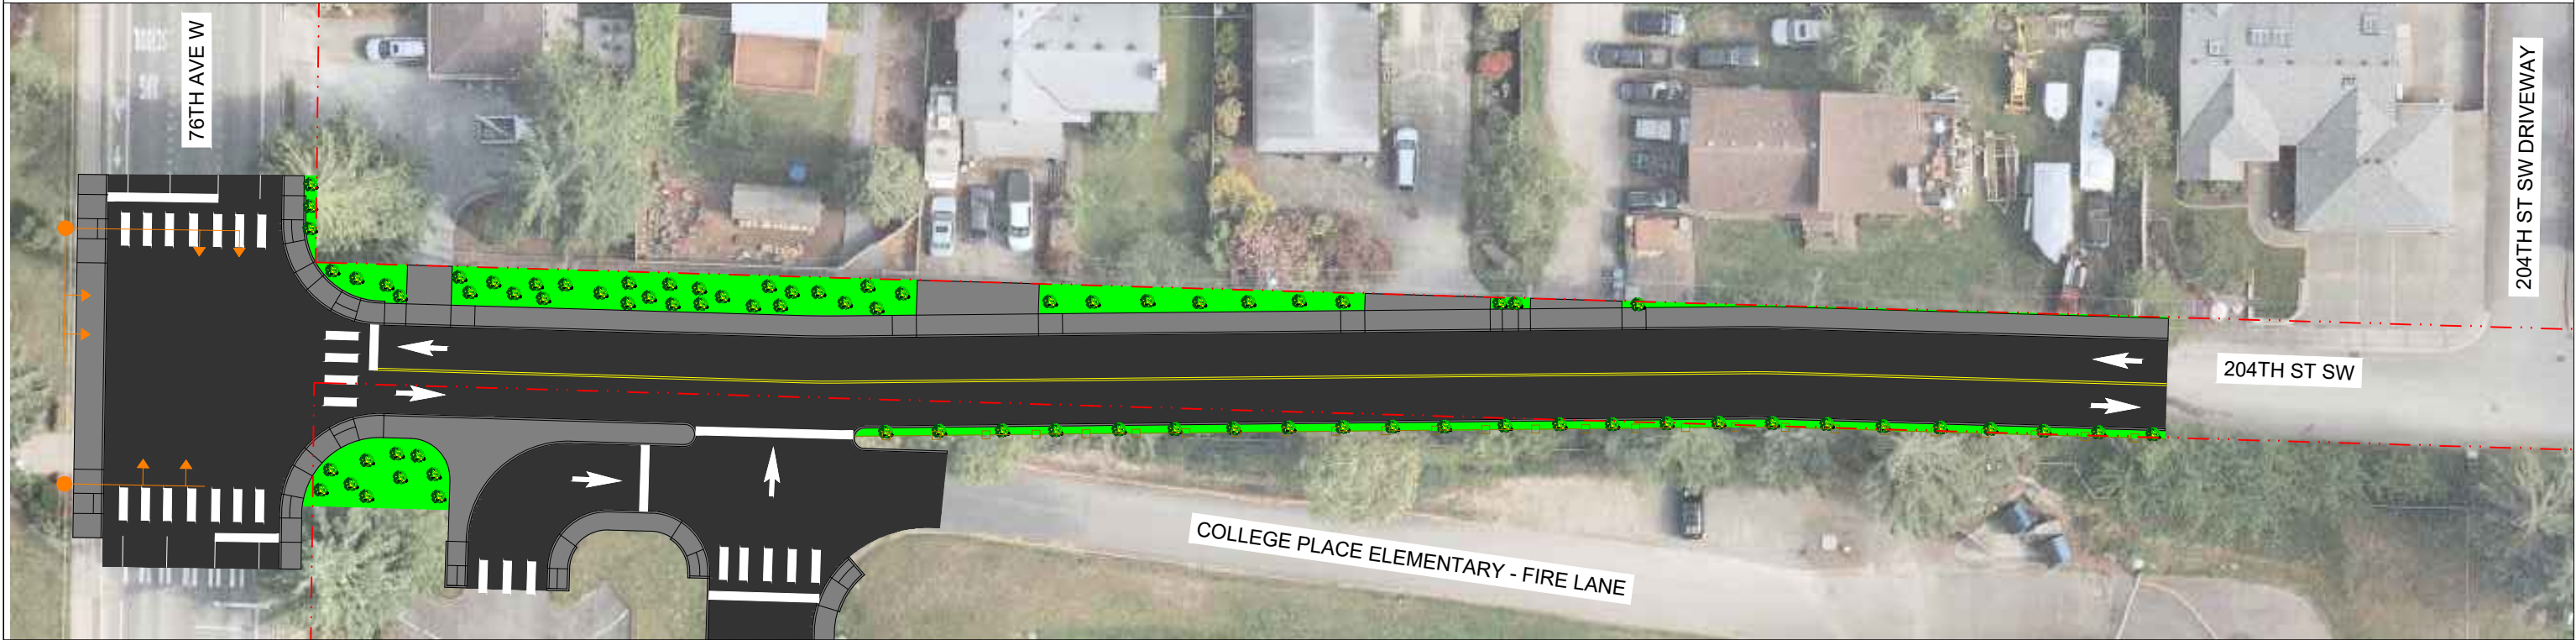 76TH AVE W
204TH ST SW DRIVEWAY
204TH ST SW
COLLEGE PLACE ELEMENTARY - FIRE LANE